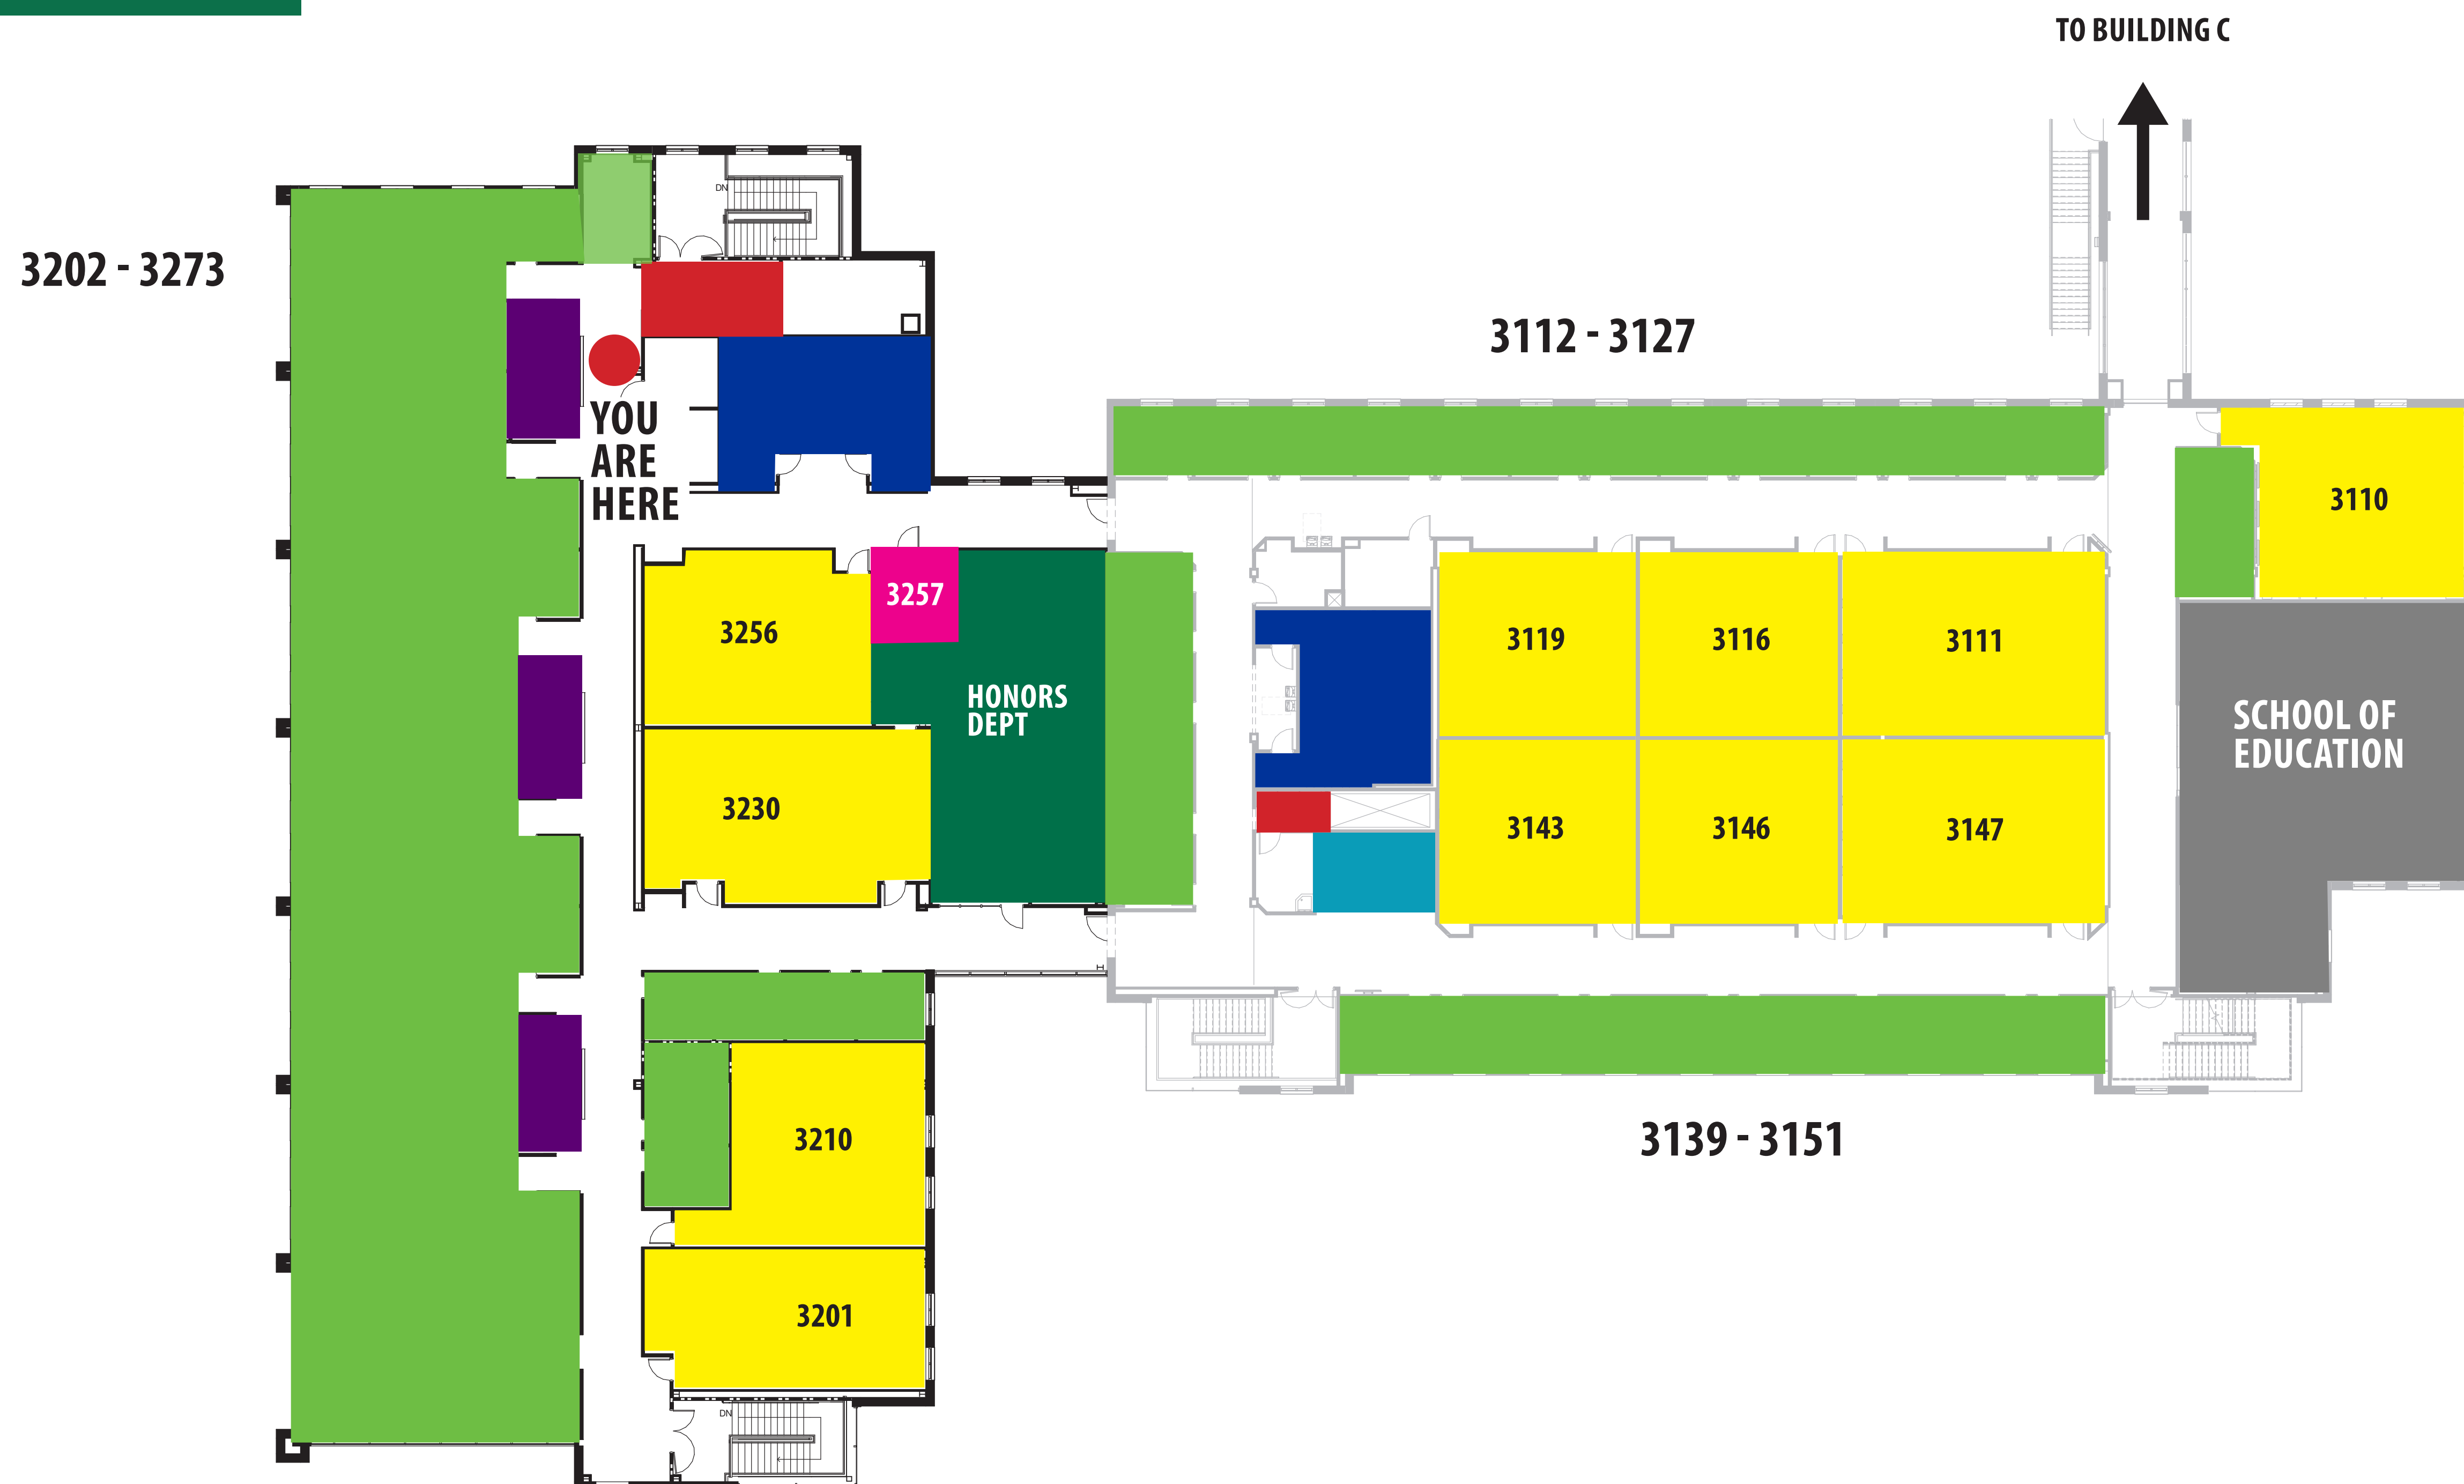 TO BUILDING C
DN
3202 - 3273
3112 - 3127
YOU
ARE
HERE
3110
3257
3256
3119
3116
3111
HONORS
DEPT
SCHOOL OF
EDUCATION
3230
3143
3146
3147
3210
3139 - 3151
3201
DN